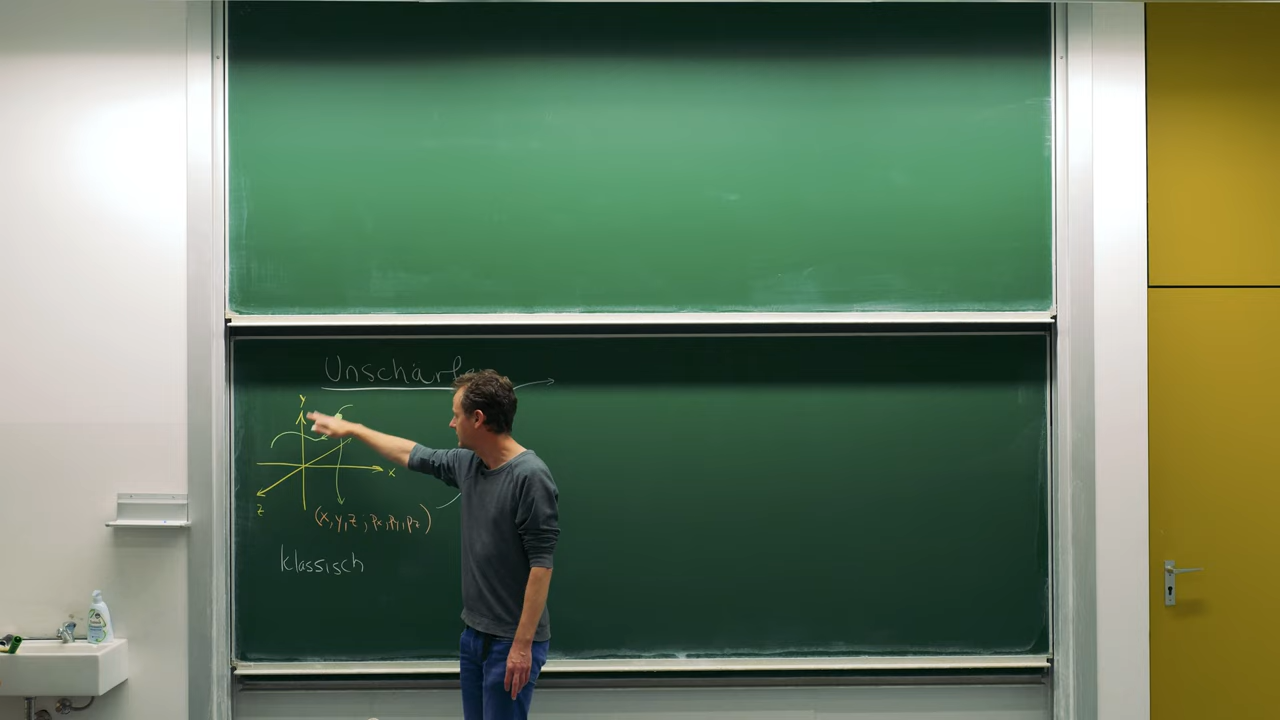 Unschärfe
y
x
z
(x, y, z ; px, py, pz)
klassisch